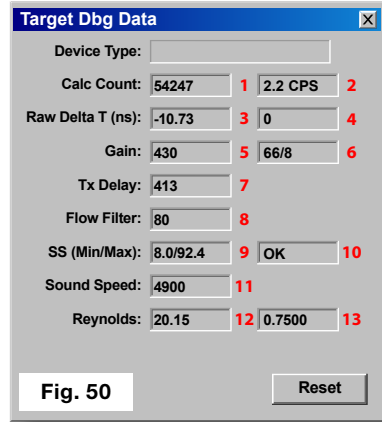 Target Dbg Data X
Device Type:
Calc Count: 54247 1 2.2 CPS 2
Raw Delta T (ns): -10.73 3 0 4
Gain: 430 5 66/8 6
Tx Delay: 413 7
Flow Filter: 80 8
SS (Min/Max): 8.0/92.4 9 OK 10
Sound Speed: 4900 11
Reynolds: 20.15 12 0.7500 13
Fig. 50 Reset